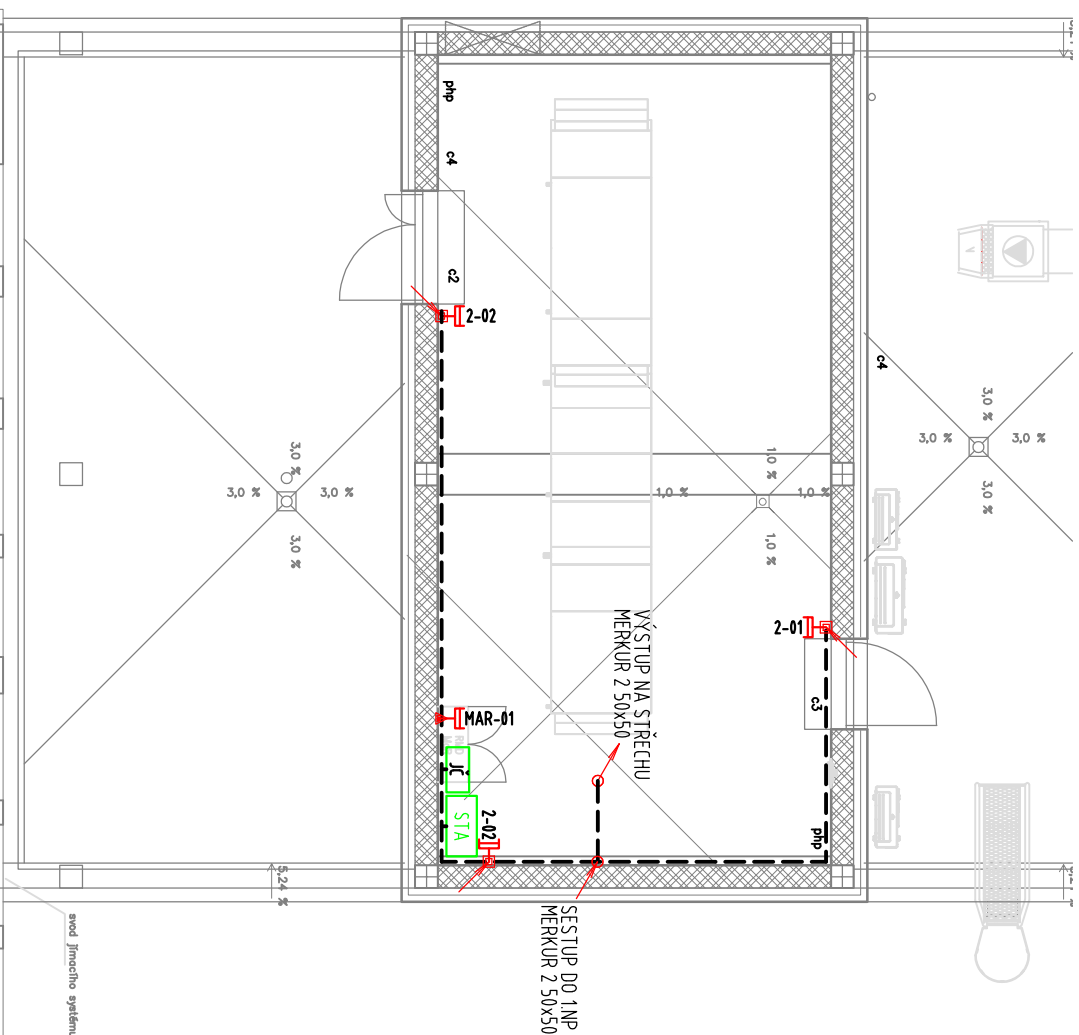 5,24 %
php
c4
c2
2-02
c4
3,0 %
3,0 %
3,0 %
3,0 %
3,0 %
3,0 %
3,0 %
3,0 %
1,0 %
1,0 %
1,0 %
1,0 %
2-01
c3
VÝSTUP NA STŘECHU
MERKUR 2 50x50
MAR-01
JČ
STA
2-02
php
5,24 %
SESTUP DO 1.NP
MERKUR 2 50x50
svod jímacího systému